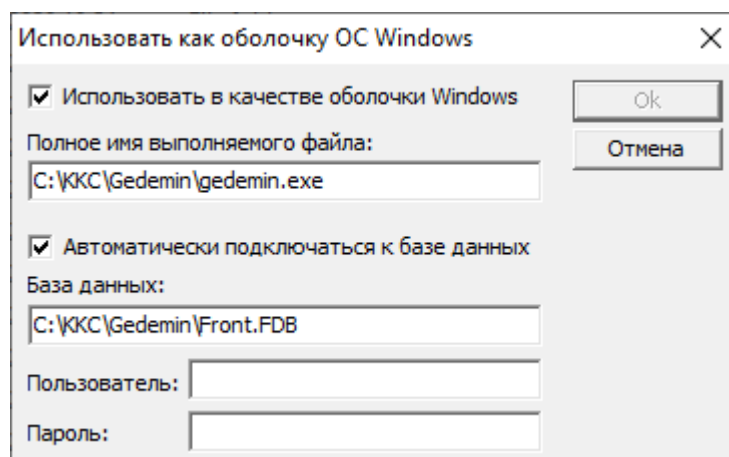 Использовать как оболочку ОС Windows
Использовать в качестве оболочки Windows
Ok
Полное имя выполняемого файла:
Отмена
C:\KKC\Gedemin\gedemin.exe
Автоматически подключаться к базе данных
База данных:
C:\KKC\Gedemin\Front.FDB
Пользователь:
Пароль: